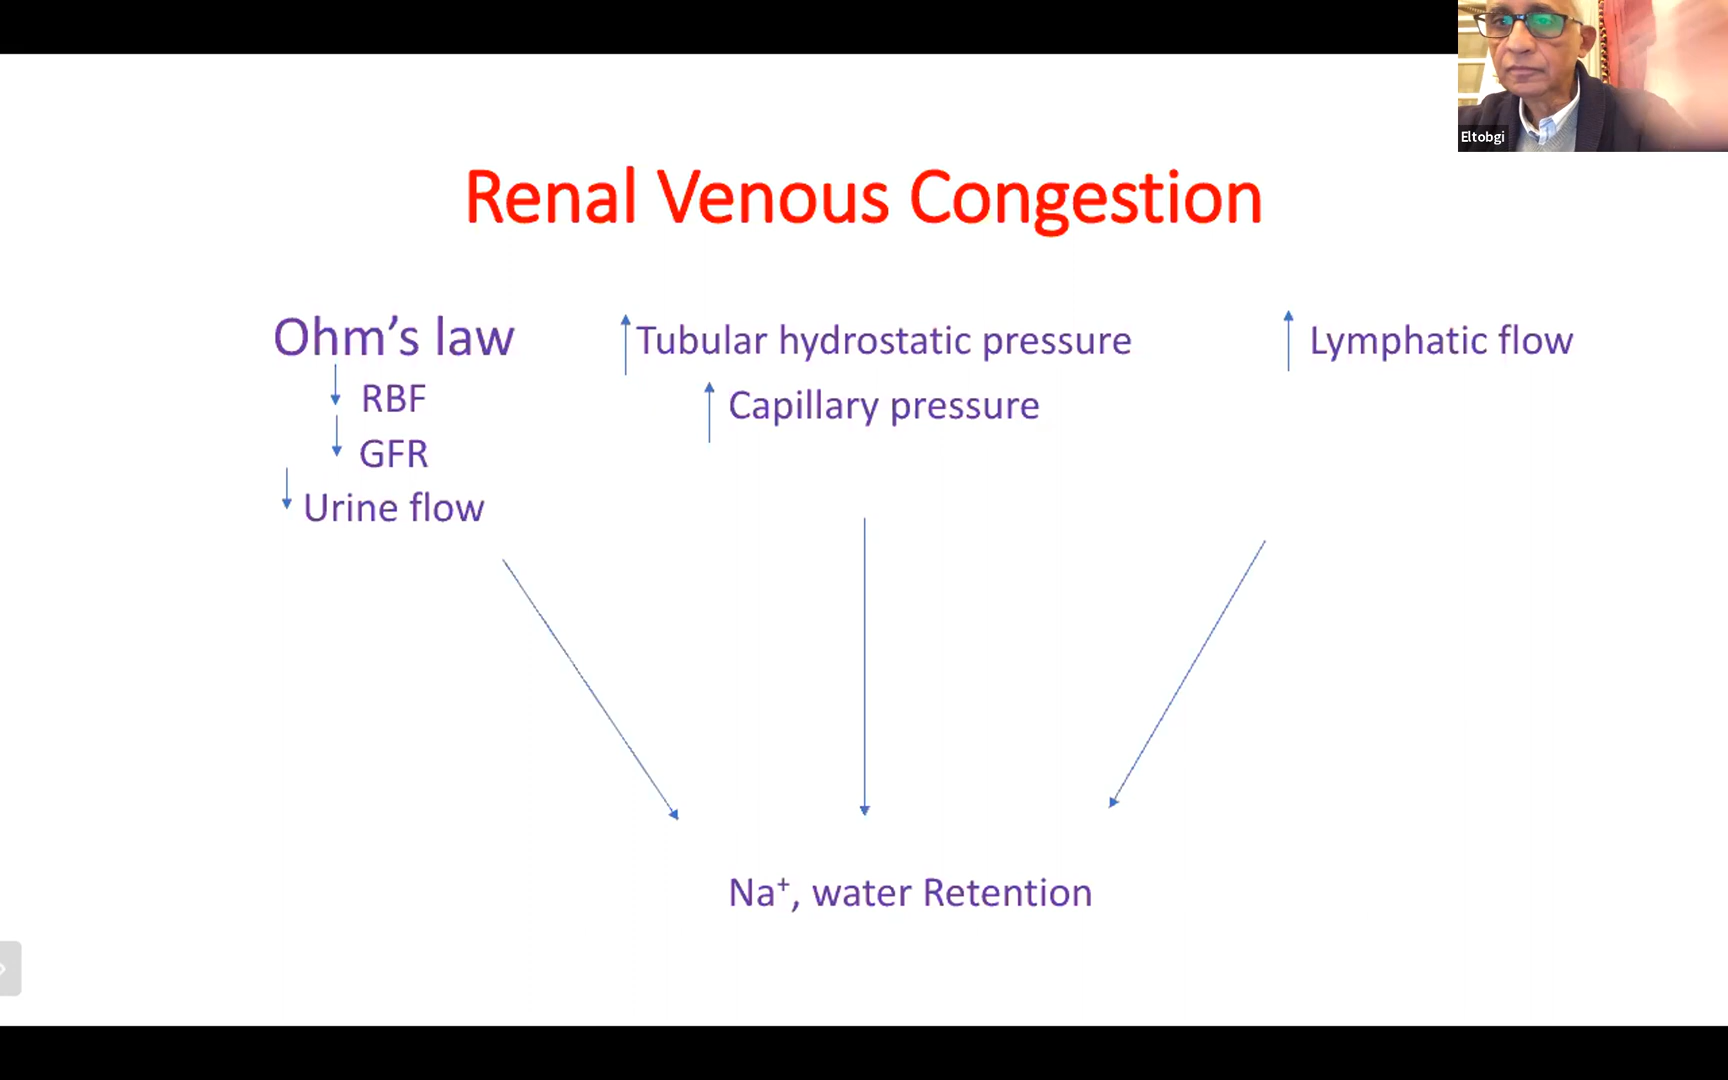 Eltobgi
Renal Venous Congestion
Ohm's law
RBF
GFR
Urine flow
Tubular hydrostatic pressure
Capillary pressure
Lymphatic flow
Na⁺, water Retention